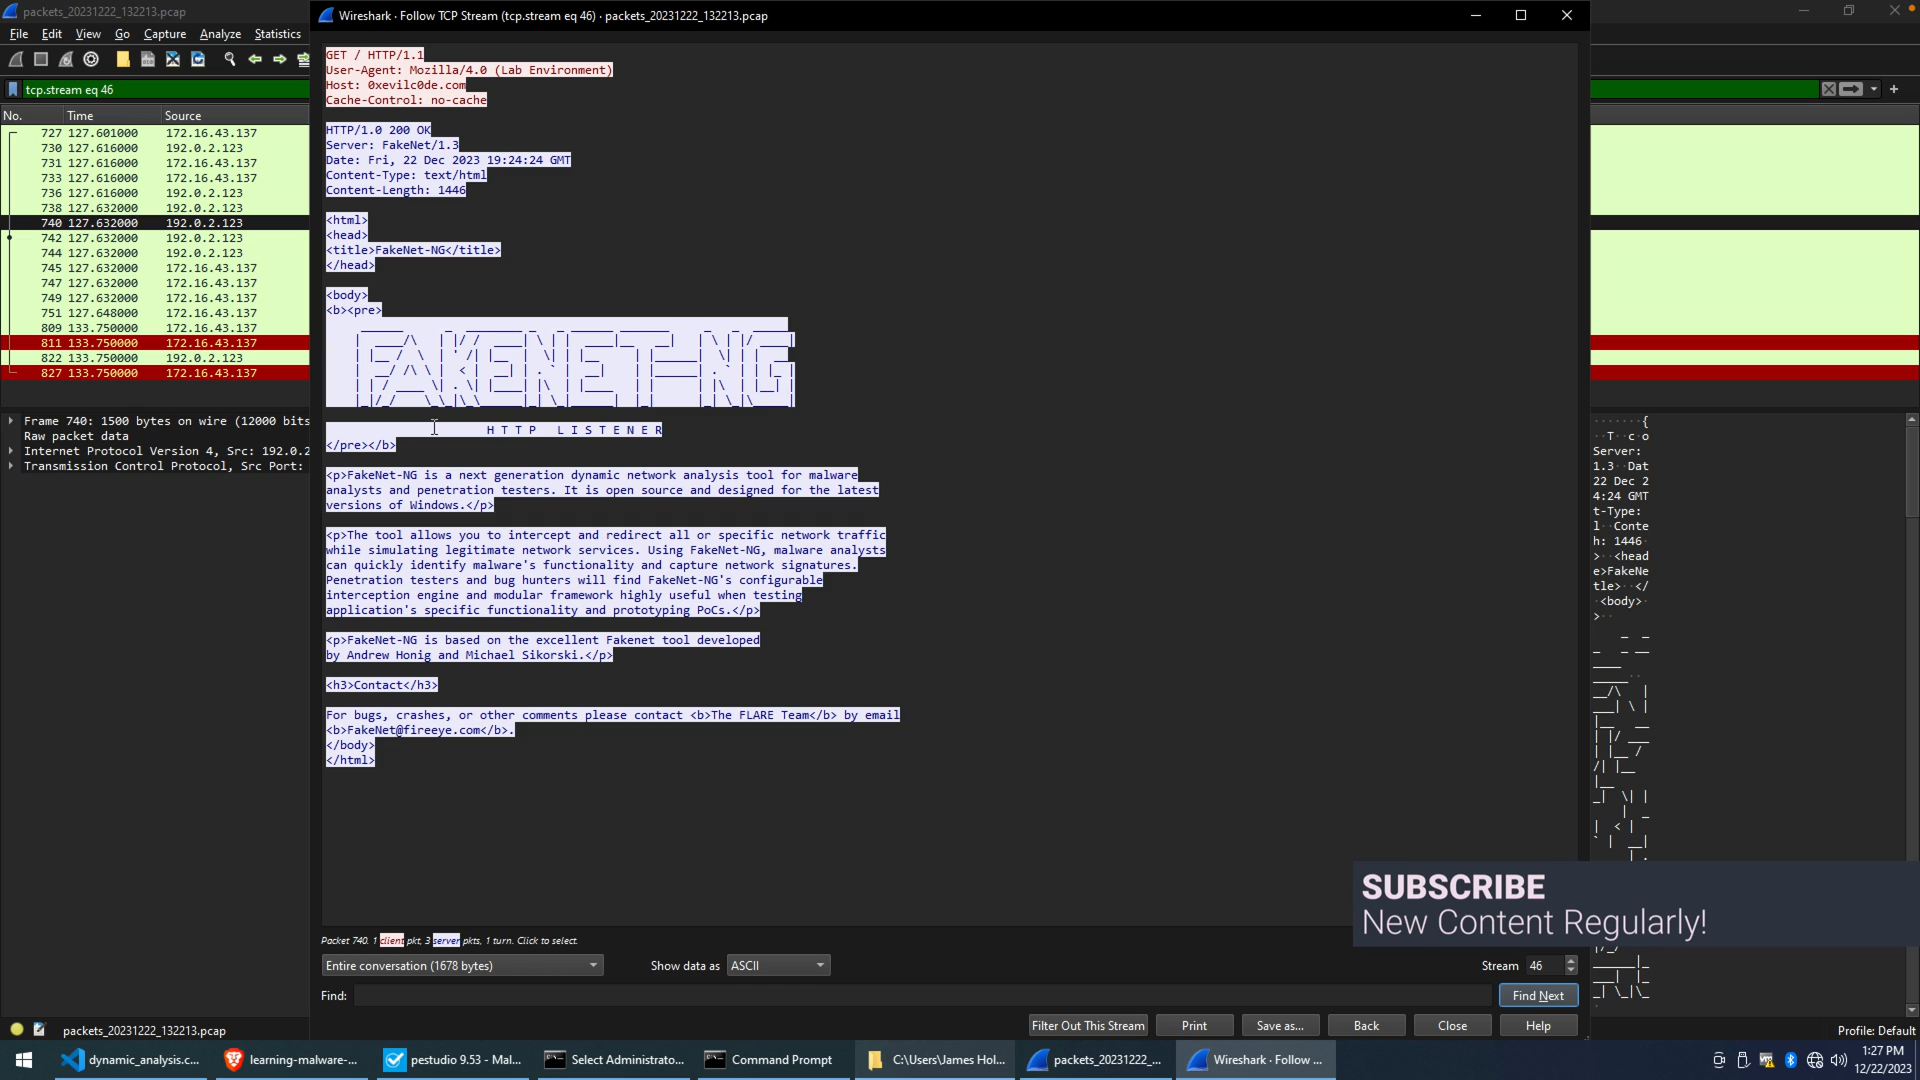 packets_20231222_132213.pcap
File Edit View Go Capture Analyze Statistics
tcp.stream eq 46
No. Time Source
727 127.601000 172.16.43.137
730 127.616000 192.0.2.123
731 127.616000 172.16.43.137
733 127.616000 172.16.43.137
736 127.616000 192.0.2.123
738 127.632000 192.0.2.123
740 127.632000 192.0.2.123
742 127.632000 192.0.2.123
744 127.632000 192.0.2.123
745 127.632000 172.16.43.137
747 127.632000 172.16.43.137
749 127.632000 172.16.43.137
751 127.648000 172.16.43.137
809 133.750000 172.16.43.137
811 133.750000 172.16.43.137
822 133.750000 192.0.2.123
827 133.750000 172.16.43.137
Frame 740: 1500 bytes on wire (12000 bits
Raw packet data
Internet Protocol Version 4, Src: 192.0.2
Transmission Control Protocol, Src Port:
Wireshark · Follow TCP Stream (tcp.stream eq 46) · packets_20231222_132213.pcap
GET / HTTP/1.1
User-Agent: Mozilla/4.0 (Lab Environment)
Host: 0xevilc0de.com
Cache-Control: no-cache
HTTP/1.0 200 OK
Server: FakeNet/1.3
Date: Fri, 22 Dec 2023 19:24:24 GMT
Content-Type: text/html
Content-Length: 1446
<html>
<head>
<title>FakeNet-NG</title>
</head>
<body>
<b><pre>
FAKENET-NG
H T T P   L I S T E N E R
</pre></b>
<p>FakeNet-NG is a next generation dynamic network analysis tool for malware
analysts and penetration testers. It is open source and designed for the latest
versions of Windows.</p>
<p>The tool allows you to intercept and redirect all or specific network traffic
while simulating legitimate network services. Using FakeNet-NG, malware analysts
can quickly identify malware's functionality and capture network signatures.
Penetration testers and bug hunters will find FakeNet-NG's configurable
interception engine and modular framework highly useful when testing
application's specific functionality and prototyping PoCs.</p>
<p>FakeNet-NG is based on the excellent Fakenet tool developed
by Andrew Honig and Michael Sikorski.</p>
<h3>Contact</h3>
For bugs, crashes, or other comments please contact <b>The FLARE Team</b> by email
<b>FakeNet@fireeye.com</b>.
</body>
</html>
Packet 740. 1 client pkt, 3 server pkts, 1 turn. Click to select.
Entire conversation (1678 bytes) Show data as ASCII Stream 46
Find: Find Next
Filter Out This Stream Print Save as... Back Close Help
·······{
··T·c o
Server:
1.3··Dat
22 Dec 2
4:24 GMT
t-Type:
l··Conte
h: 1446·
>··<head
e>FakeNe
tle>··</
·<body>·
>··
SUBSCRIBE
New Content Regularly!
packets_20231222_132213.pcap
Profile: Default
dynamic_analysis.c...
learning-malware-...
pestudio 9.53 - Mal...
Select Administrato...
Command Prompt
C:\Users\James Hol...
packets_20231222_...
Wireshark · Follow ...
1:27 PM
12/22/2023